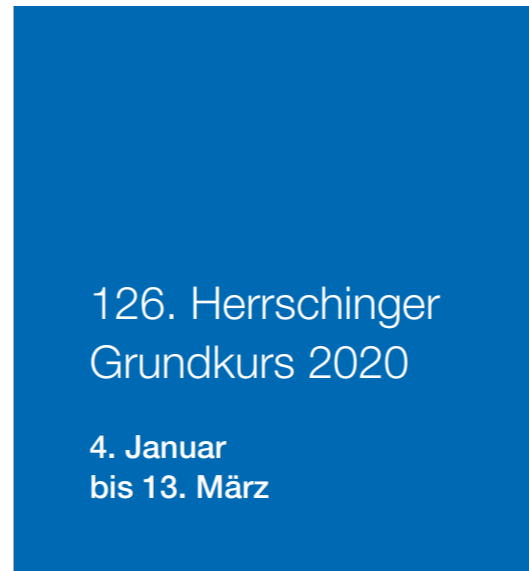 126. Herrschinger
Grundkurs 2020
4. Januar
bis 13. März